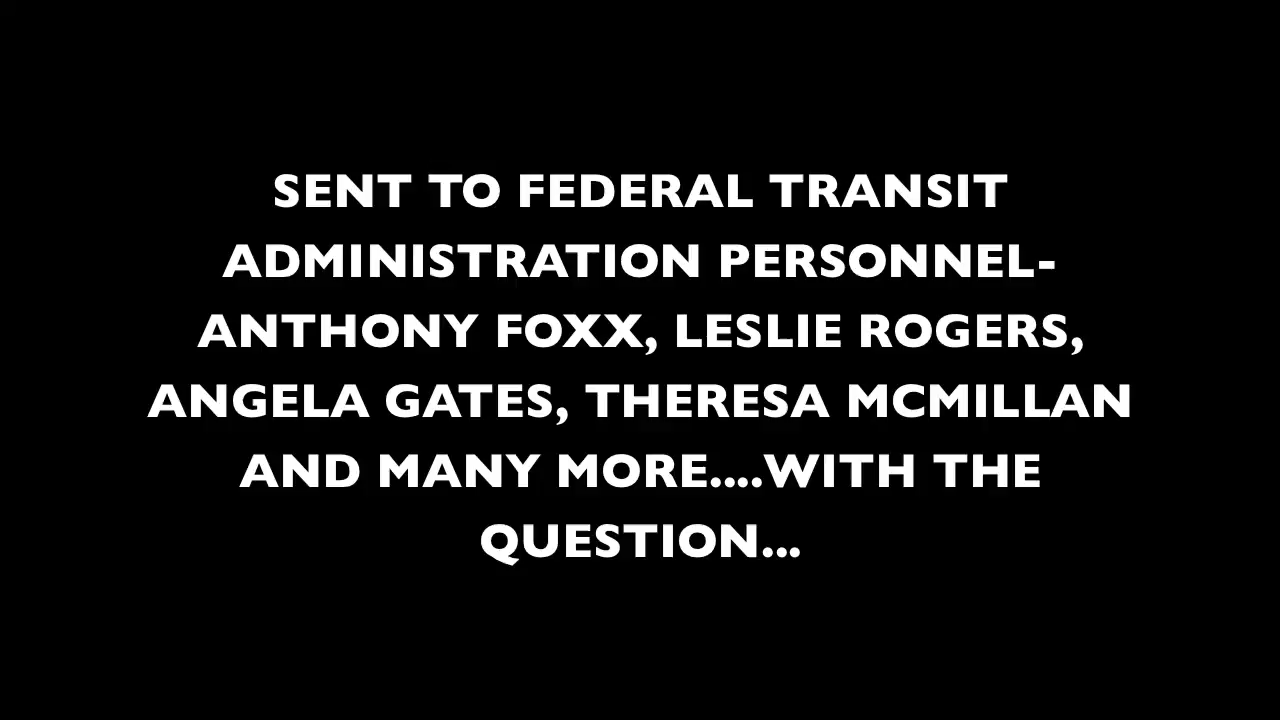 SENT TO FEDERAL TRANSIT
ADMINISTRATION PERSONNEL-
ANTHONY FOXX, LESLIE ROGERS,
ANGELA GATES, THERESA MCMILLAN
AND MANY MORE....WITH THE
QUESTION...